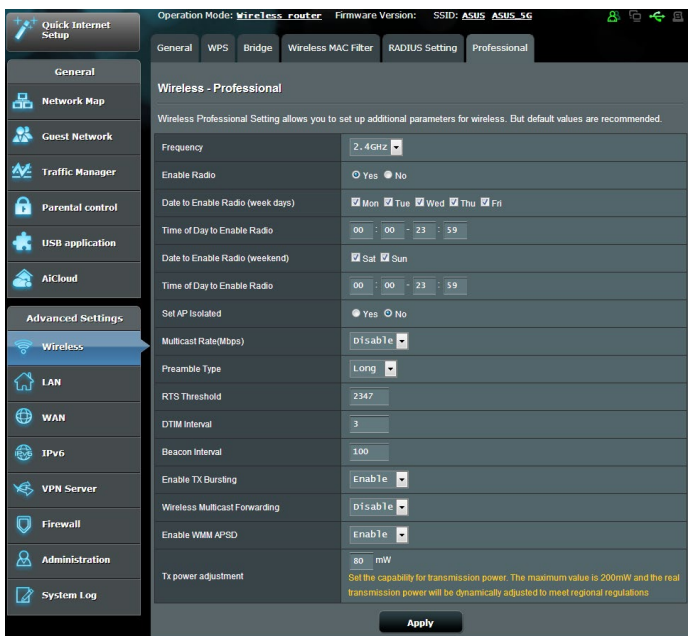 Quick Internet Setup
Operation Mode: Wireless router Firmware Version: SSID: ASUS ASUS_5G
General WPS Bridge Wireless MAC Filter RADIUS Setting Professional
General
Network Map
Guest Network
Traffic Manager
Parental control
USB application
AiCloud
Advanced Settings
Wireless
LAN
WAN
IPv6
IPv6
VPN Server
Firewall
Administration
System Log
Wireless - Professional
Wireless Professional Setting allows you to set up additional parameters for wireless. But default values are recommended.
Frequency 2.4GHz
Enable Radio Yes No
Date to Enable Radio (week days) Mon Tue Wed Thu Fri
Time of Day to Enable Radio 00 : 00 - 23 : 59
Date to Enable Radio (weekend) Sat Sun
Time of Day to Enable Radio 00 : 00 - 23 : 59
Set AP Isolated Yes No
Multicast Rate(Mbps) Disable
Preamble Type Long
RTS Threshold 2347
DTIM Interval 3
Beacon Interval 100
Enable TX Bursting Enable
Wireless Multicast Forwarding Disable
Enable WMM APSD Enable
Tx power adjustment 80 mW
Set the capability for transmission power. The maximum value is 200mW and the real
transmission power will be dynamically adjusted to meet regional regulations
Apply